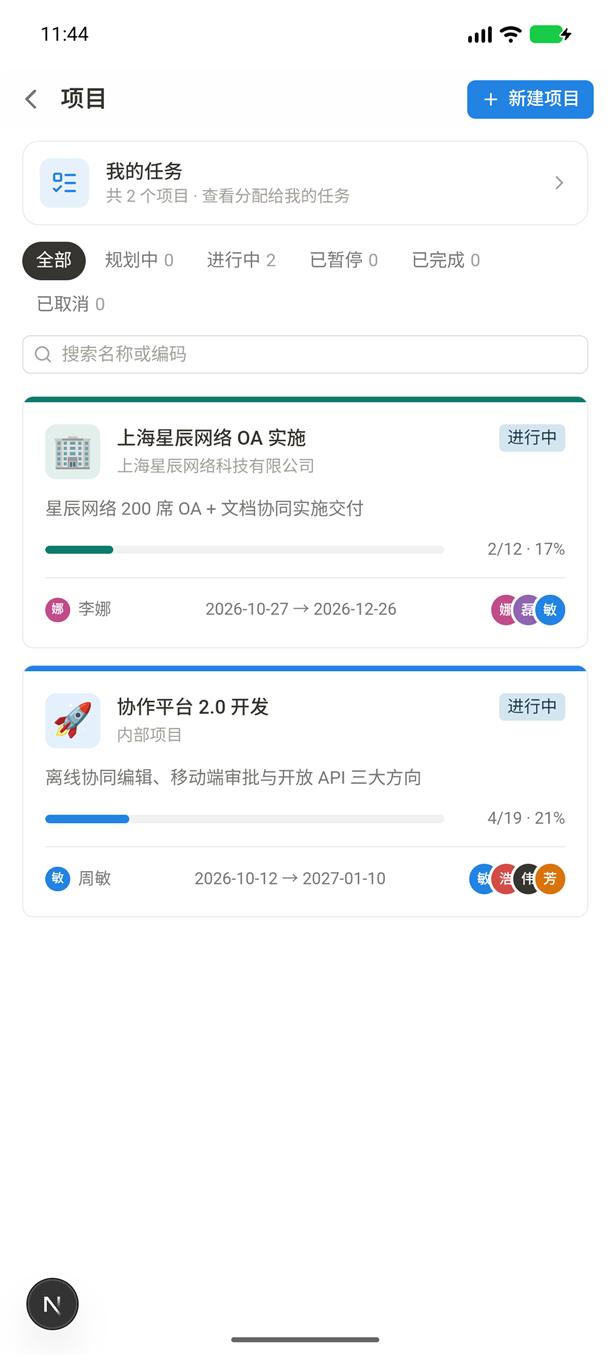 11:44
项目
+ 新建项目
我的任务
共 2 个项目 · 查看分配给我的任务
全部 规划中 0 进行中 2 已暂停 0 已完成 0
已取消 0
搜索名称或编码
上海星辰网络 OA 实施 进行中
上海星辰网络科技有限公司
星辰网络 200 席 OA + 文档协同实施交付
2/12 · 17%
娜 李娜 2026-10-27 → 2026-12-26 娜 磊 敏
协作平台 2.0 开发 进行中
内部项目
离线协同编辑、移动端审批与开放 API 三大方向
4/19 · 21%
敏 周敏 2026-10-12 → 2027-01-10 敏 浩 伟 芳
N